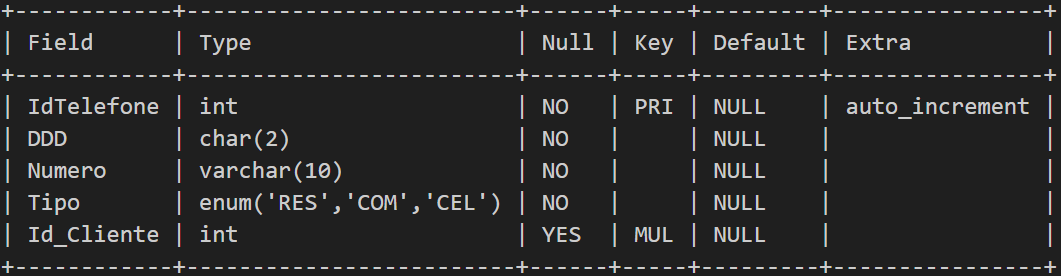 +------------+-------------------------+------+-----+---------+----------------+
| Field      | Type                    | Null | Key | Default | Extra          |
+------------+-------------------------+------+-----+---------+----------------+
| IdTelefone | int                     | NO   | PRI | NULL    | auto_increment |
| DDD        | char(2)                 | NO   |     | NULL    |                |
| Numero     | varchar(10)             | NO   |     | NULL    |                |
| Tipo       | enum('RES','COM','CEL') | NO   |     | NULL    |                |
| Id_Cliente | int                     | YES  | MUL | NULL    |                |
+------------+-------------------------+------+-----+---------+----------------+